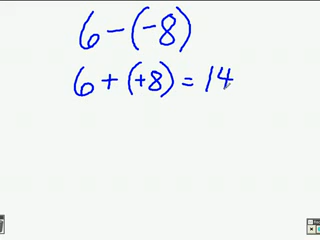 6 - (-8)
6 + (+8) = 14